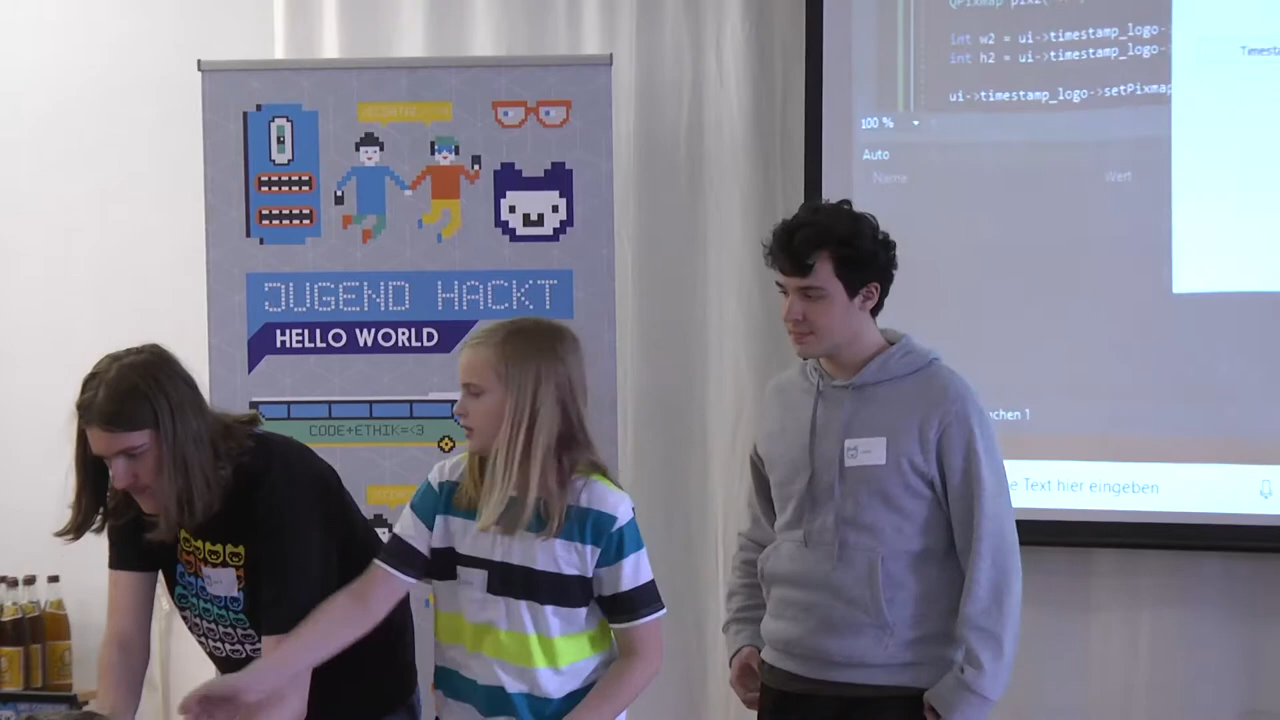 JUGEND HACKT
HELLO WORLD
CODE+ETHIK=<3
int w2 = ui->timestamp_logo-
int h2 = ui->timestamp_logo-
ui->timestamp_logo->setPixmap
100 %
Auto
Name
Wert
Text hier eingeben